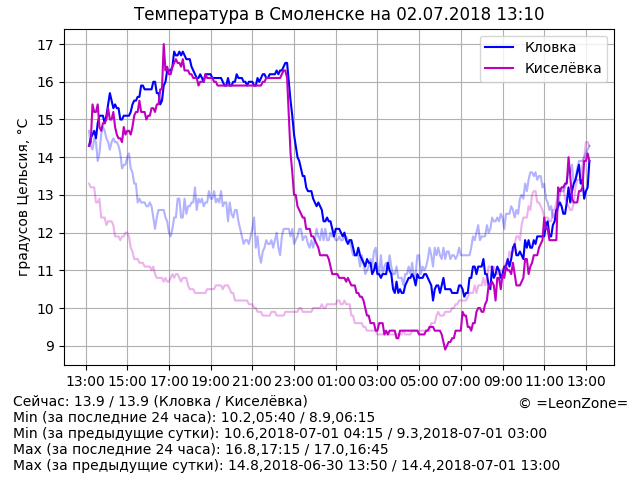 Температура в Смоленске на 02.07.2018 13:10
Кловка
Киселёвка
градусов Цельсия, °C
17
16
15
14
13
12
11
10
9
13:00 15:00 17:00 19:00 21:00 23:00 01:00 03:00 05:00 07:00 09:00 11:00 13:00
Сейчас: 13.9 / 13.9 (Кловка / Киселёвка)
© =LeonZone=
Min (за последние 24 часа): 10.2,05:40 / 8.9,06:15
Min (за предыдущие сутки): 10.6,2018-07-01 04:15 / 9.3,2018-07-01 03:00
Max (за последние 24 часа): 16.8,17:15 / 17.0,16:45
Max (за предыдущие сутки): 14.8,2018-06-30 13:50 / 14.4,2018-07-01 13:00